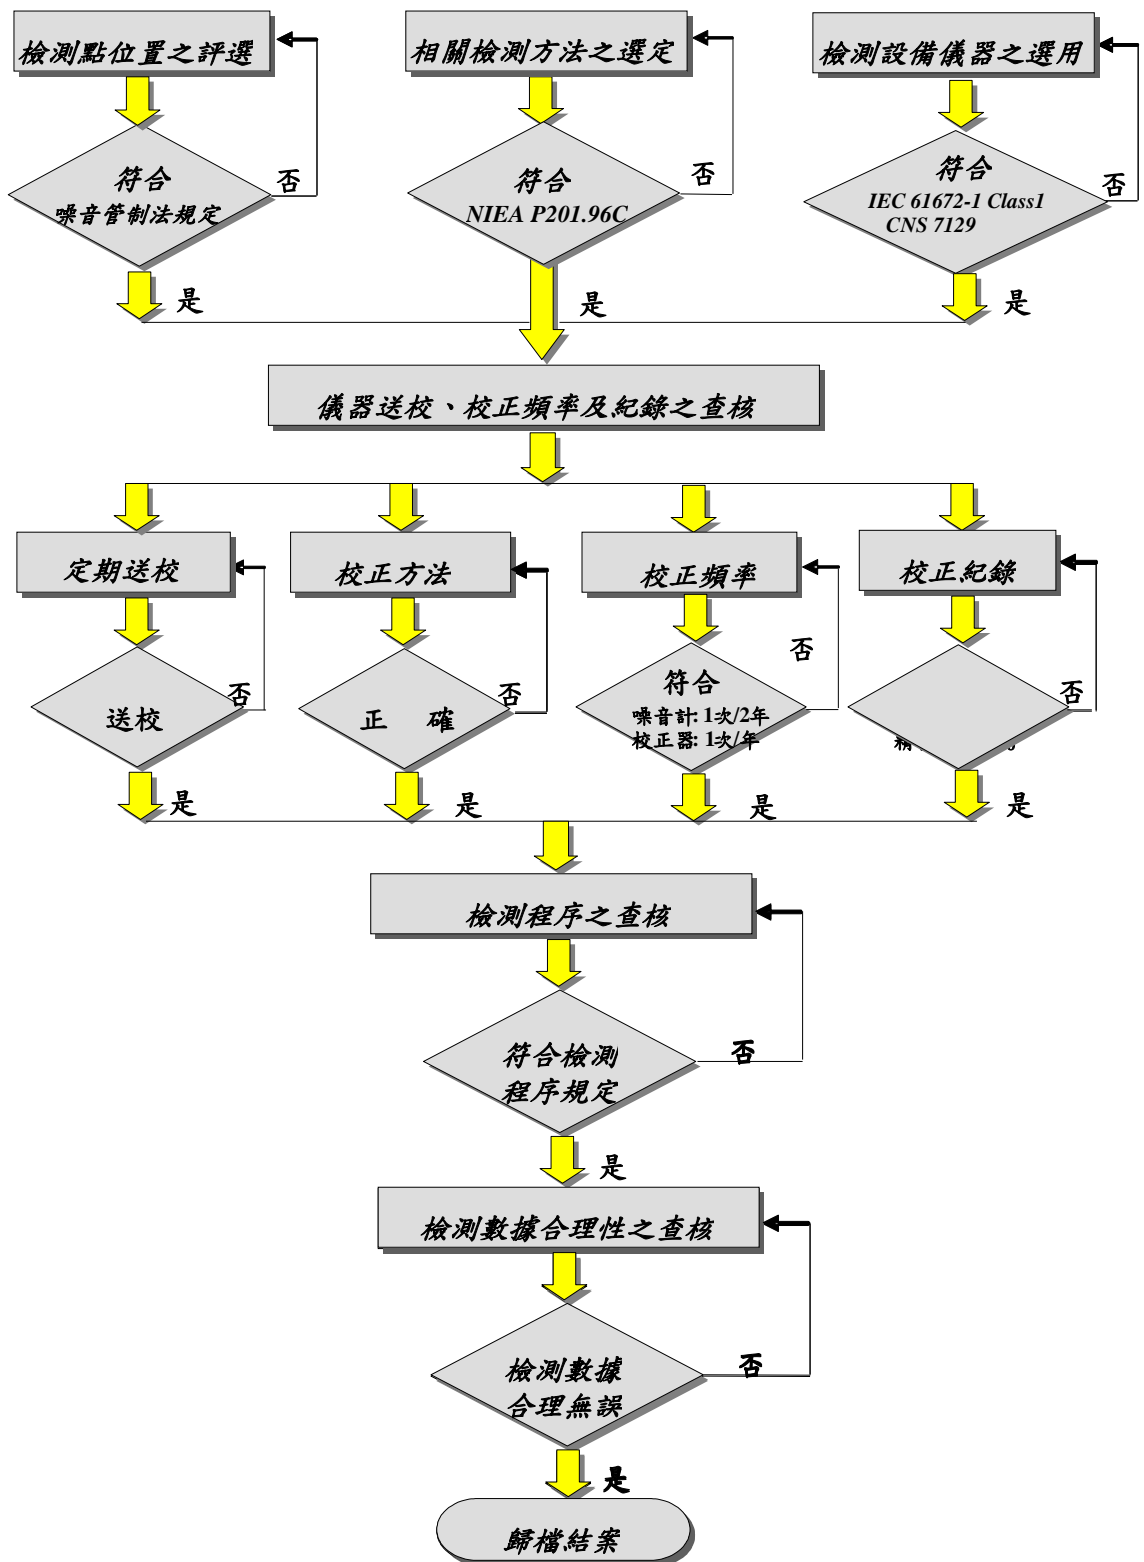 檢測點位置之評選
相關檢測方法之選定
檢測設備儀器之選用
符合
噪音管制法規定
否
符合
NIEA P201.96C
否
符合
IEC 61672-1 Class1
CNS 7129
否
是
是
是
儀器送校、校正頻率及紀錄之查核
定期送校
校正方法
校正頻率
校正紀錄
送校
否
正 確
否
符合
噪音計: 1次/2年
校正器: 1次/年
否
否
是
是
是
是
檢測程序之查核
符合檢測
程序規定
否
是
檢測數據合理性之查核
檢測數據
合理無誤
否
是
歸檔結案